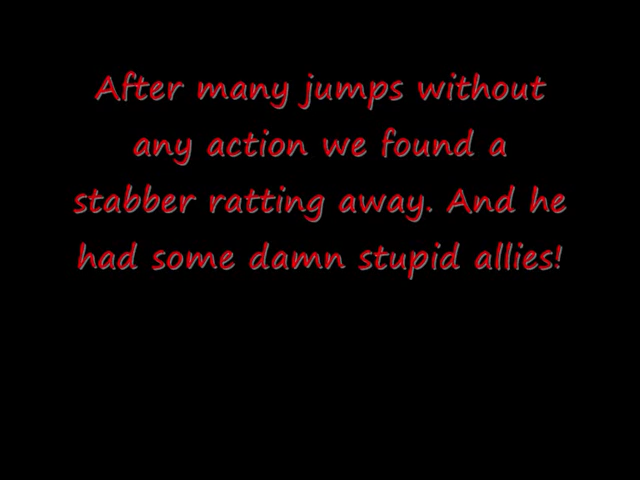 After many jumps without
any action we found a
stabber ratting away. And he
had some damn stupid allies!